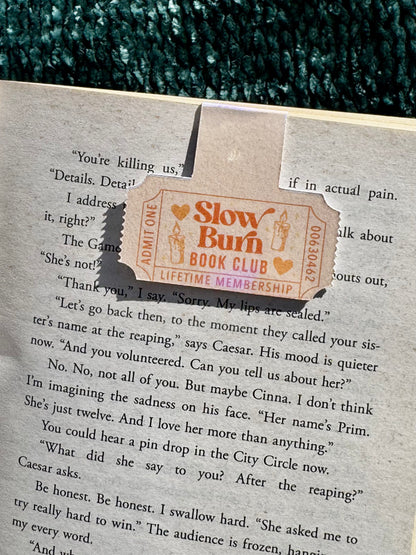 "You're killing us,"
if in actual pain.
"Details. Detai
I address
alk about
it, right?"
The Game
outs out,
"She's not!"
"Thank you," I say. "Sorry. My lips are sealed."
"Let's go back then, to the moment they called your sis-
ter's name at the reaping," says Caesar. His mood is quieter
now. "And you volunteered. Can you tell us about her?"
No. No, not all of you. But maybe Cinna. I don't think
I'm imagining the sadness on his face. "Her name's Prim.
She's just twelve. And I love her more than anything."
You could hear a pin drop in the City Circle now.
"What did she say to you? After the reaping?"
Caesar asks.
Be honest. Be honest. I swallow hard. "She asked me to
try really hard to win." The audience is frozen, hangin
my every word.
"And wh
ADMIT ONE
Slow
Burn
BOOK CLUB
LIFETIME MEMBERSHIP
00630462